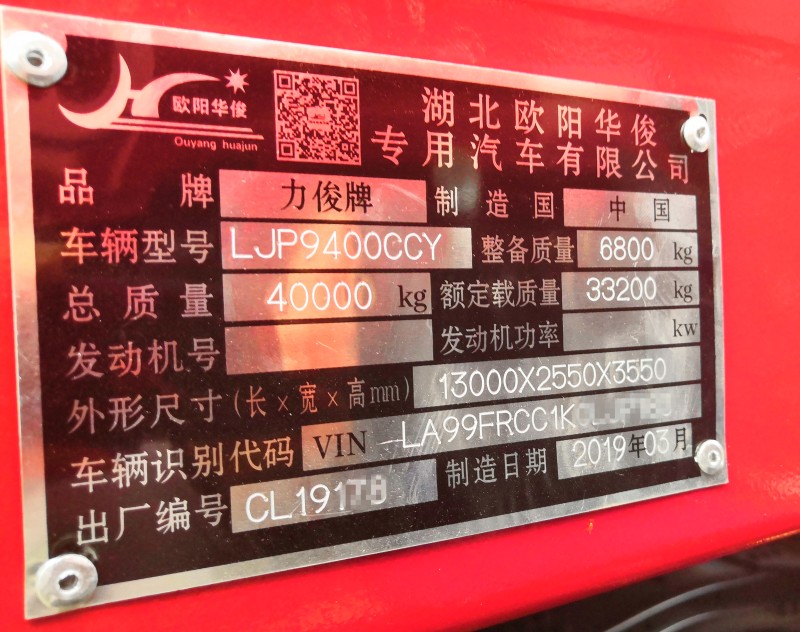 欧阳华俊
Ouyang huajun
湖北欧阳华俊
专用汽车有限公司
品牌 力俊牌 制造国 中国
车辆型号 LJP9400CCY 整备质量 6800 kg
总质量 40000 kg 额定载质量 33200 kg
发动机号 发动机功率 kw
外形尺寸(长×宽×高mm) 13000X2550X3550
车辆识别代码 VIN LA99FRCC1K
出厂编号 CL191 制造日期 2019年03月